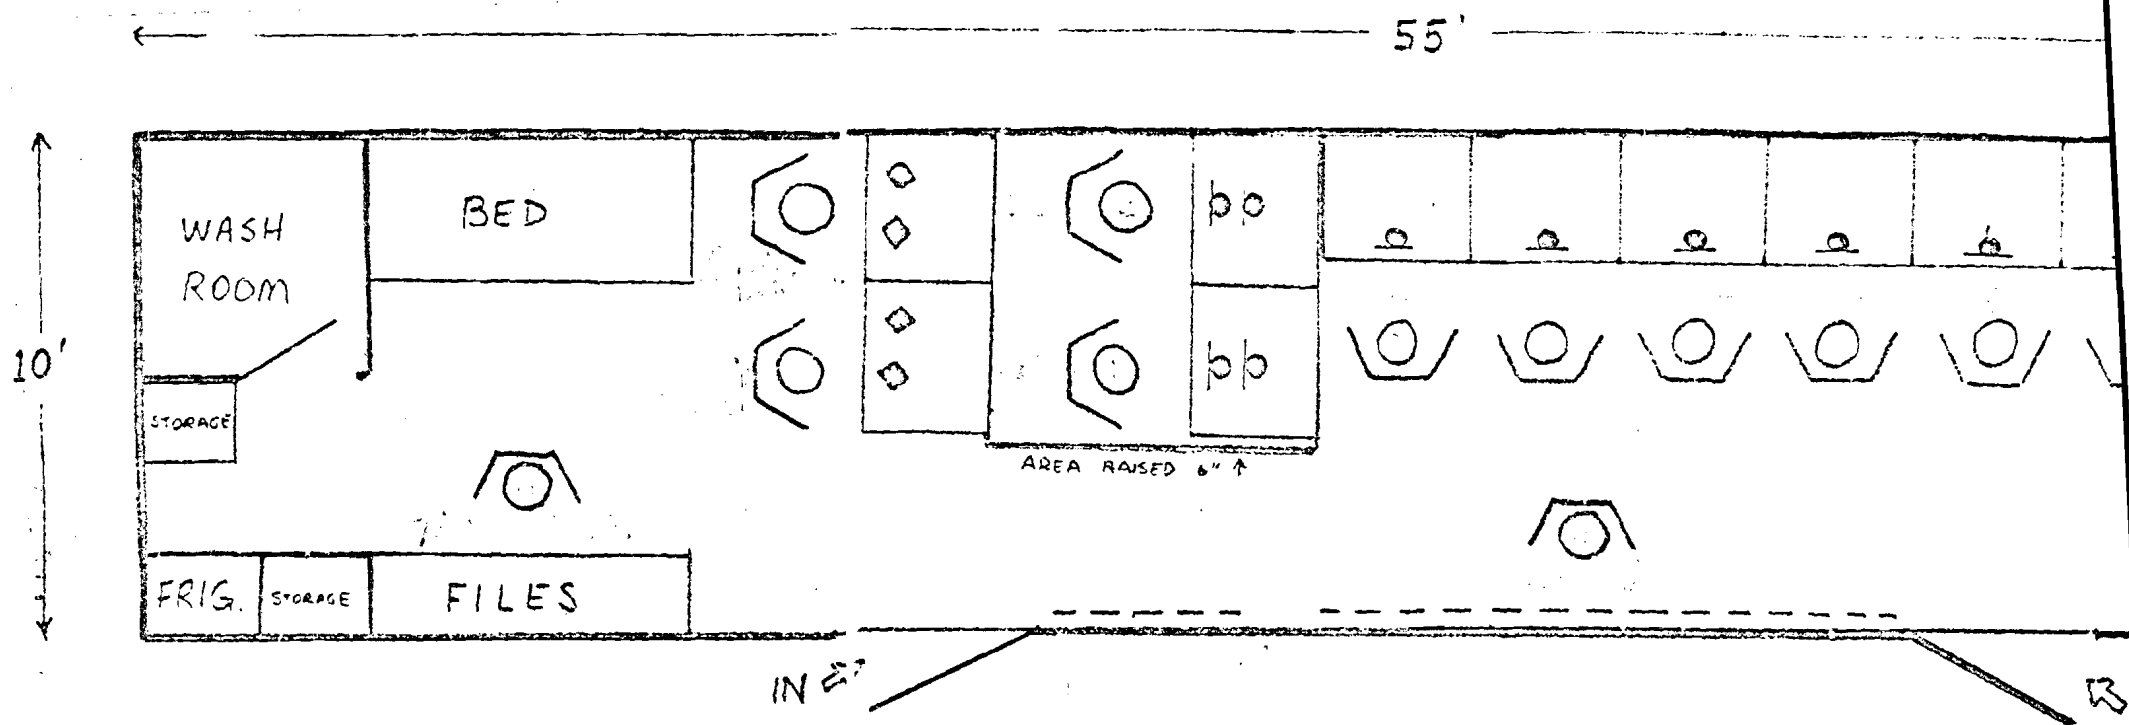 55'
WASH
ROOM
BED
10'
STORAGE
AREA RAISED 6" ↑
FRIG.
STORAGE
FILES
IN